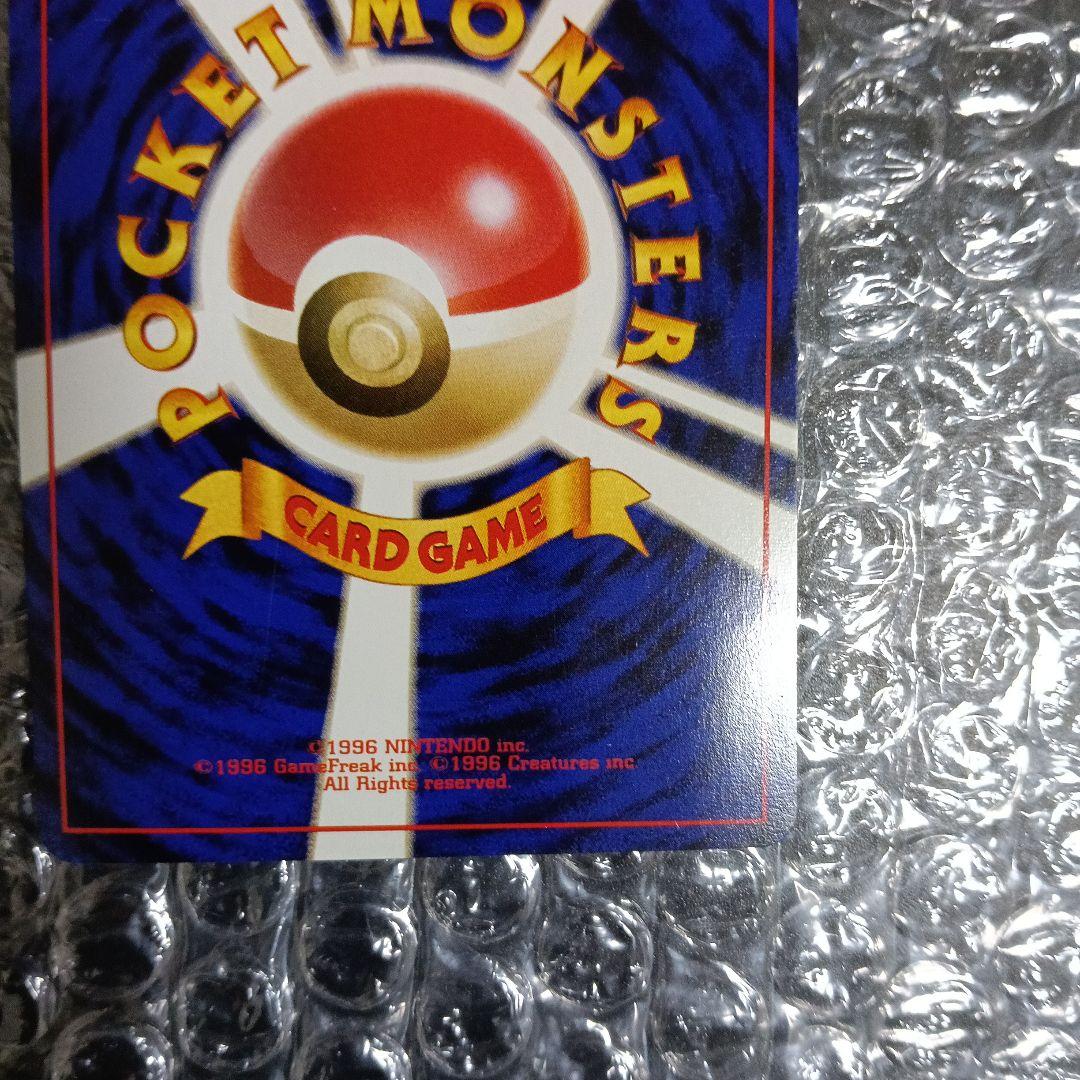 POCKET MONSTERS
CARD GAME
©1996 NINTENDO inc.
©1996 GameFreak inc. ©1996 Creatures inc.
All Rights reserved.